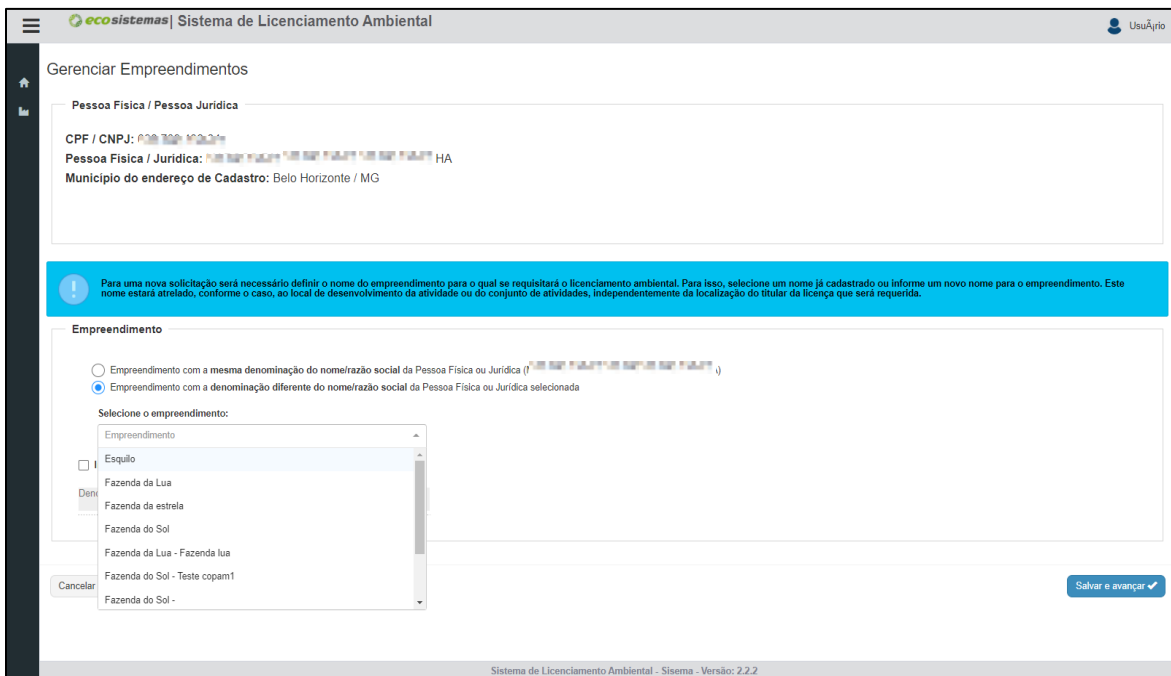 ecosistemas| Sistema de Licenciamento Ambiental
UsuÃ¡rio
Gerenciar Empreendimentos
Pessoa Física / Pessoa Jurídica
CPF / CNPJ:
Pessoa Física / Jurídica: HA
Município do endereço de Cadastro: Belo Horizonte / MG
Para uma nova solicitação será necessário definir o nome do empreendimento para o qual se requisitará o licenciamento ambiental. Para isso, selecione um nome já cadastrado ou informe um novo nome para o empreendimento. Este
nome estará atrelado, conforme o caso, ao local de desenvolvimento da atividade ou do conjunto de atividades, independentemente da localização do titular da licença que será requerida.
Empreendimento
Empreendimento com a mesma denominação do nome/razão social da Pessoa Física ou Jurídica ( )
Empreendimento com a denominação diferente do nome/razão social da Pessoa Física ou Jurídica selecionada
Selecione o empreendimento:
Empreendimento
Esquilo
Fazenda da Lua
Fazenda da estrela
Fazenda do Sol
Fazenda da Lua - Fazenda lua
Fazenda do Sol - Teste copam1
Fazenda do Sol -
Cancelar
Salvar e avançar
Sistema de Licenciamento Ambiental - Sisema - Versão: 2.2.2